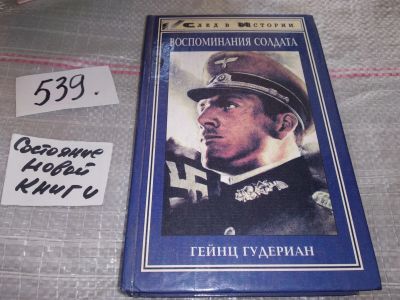 След в Истории
ВОСПОМИНАНИЯ СОЛДАТА
539.
Состояние
новой
книги
ГЕЙНЦ ГУДЕРИАН